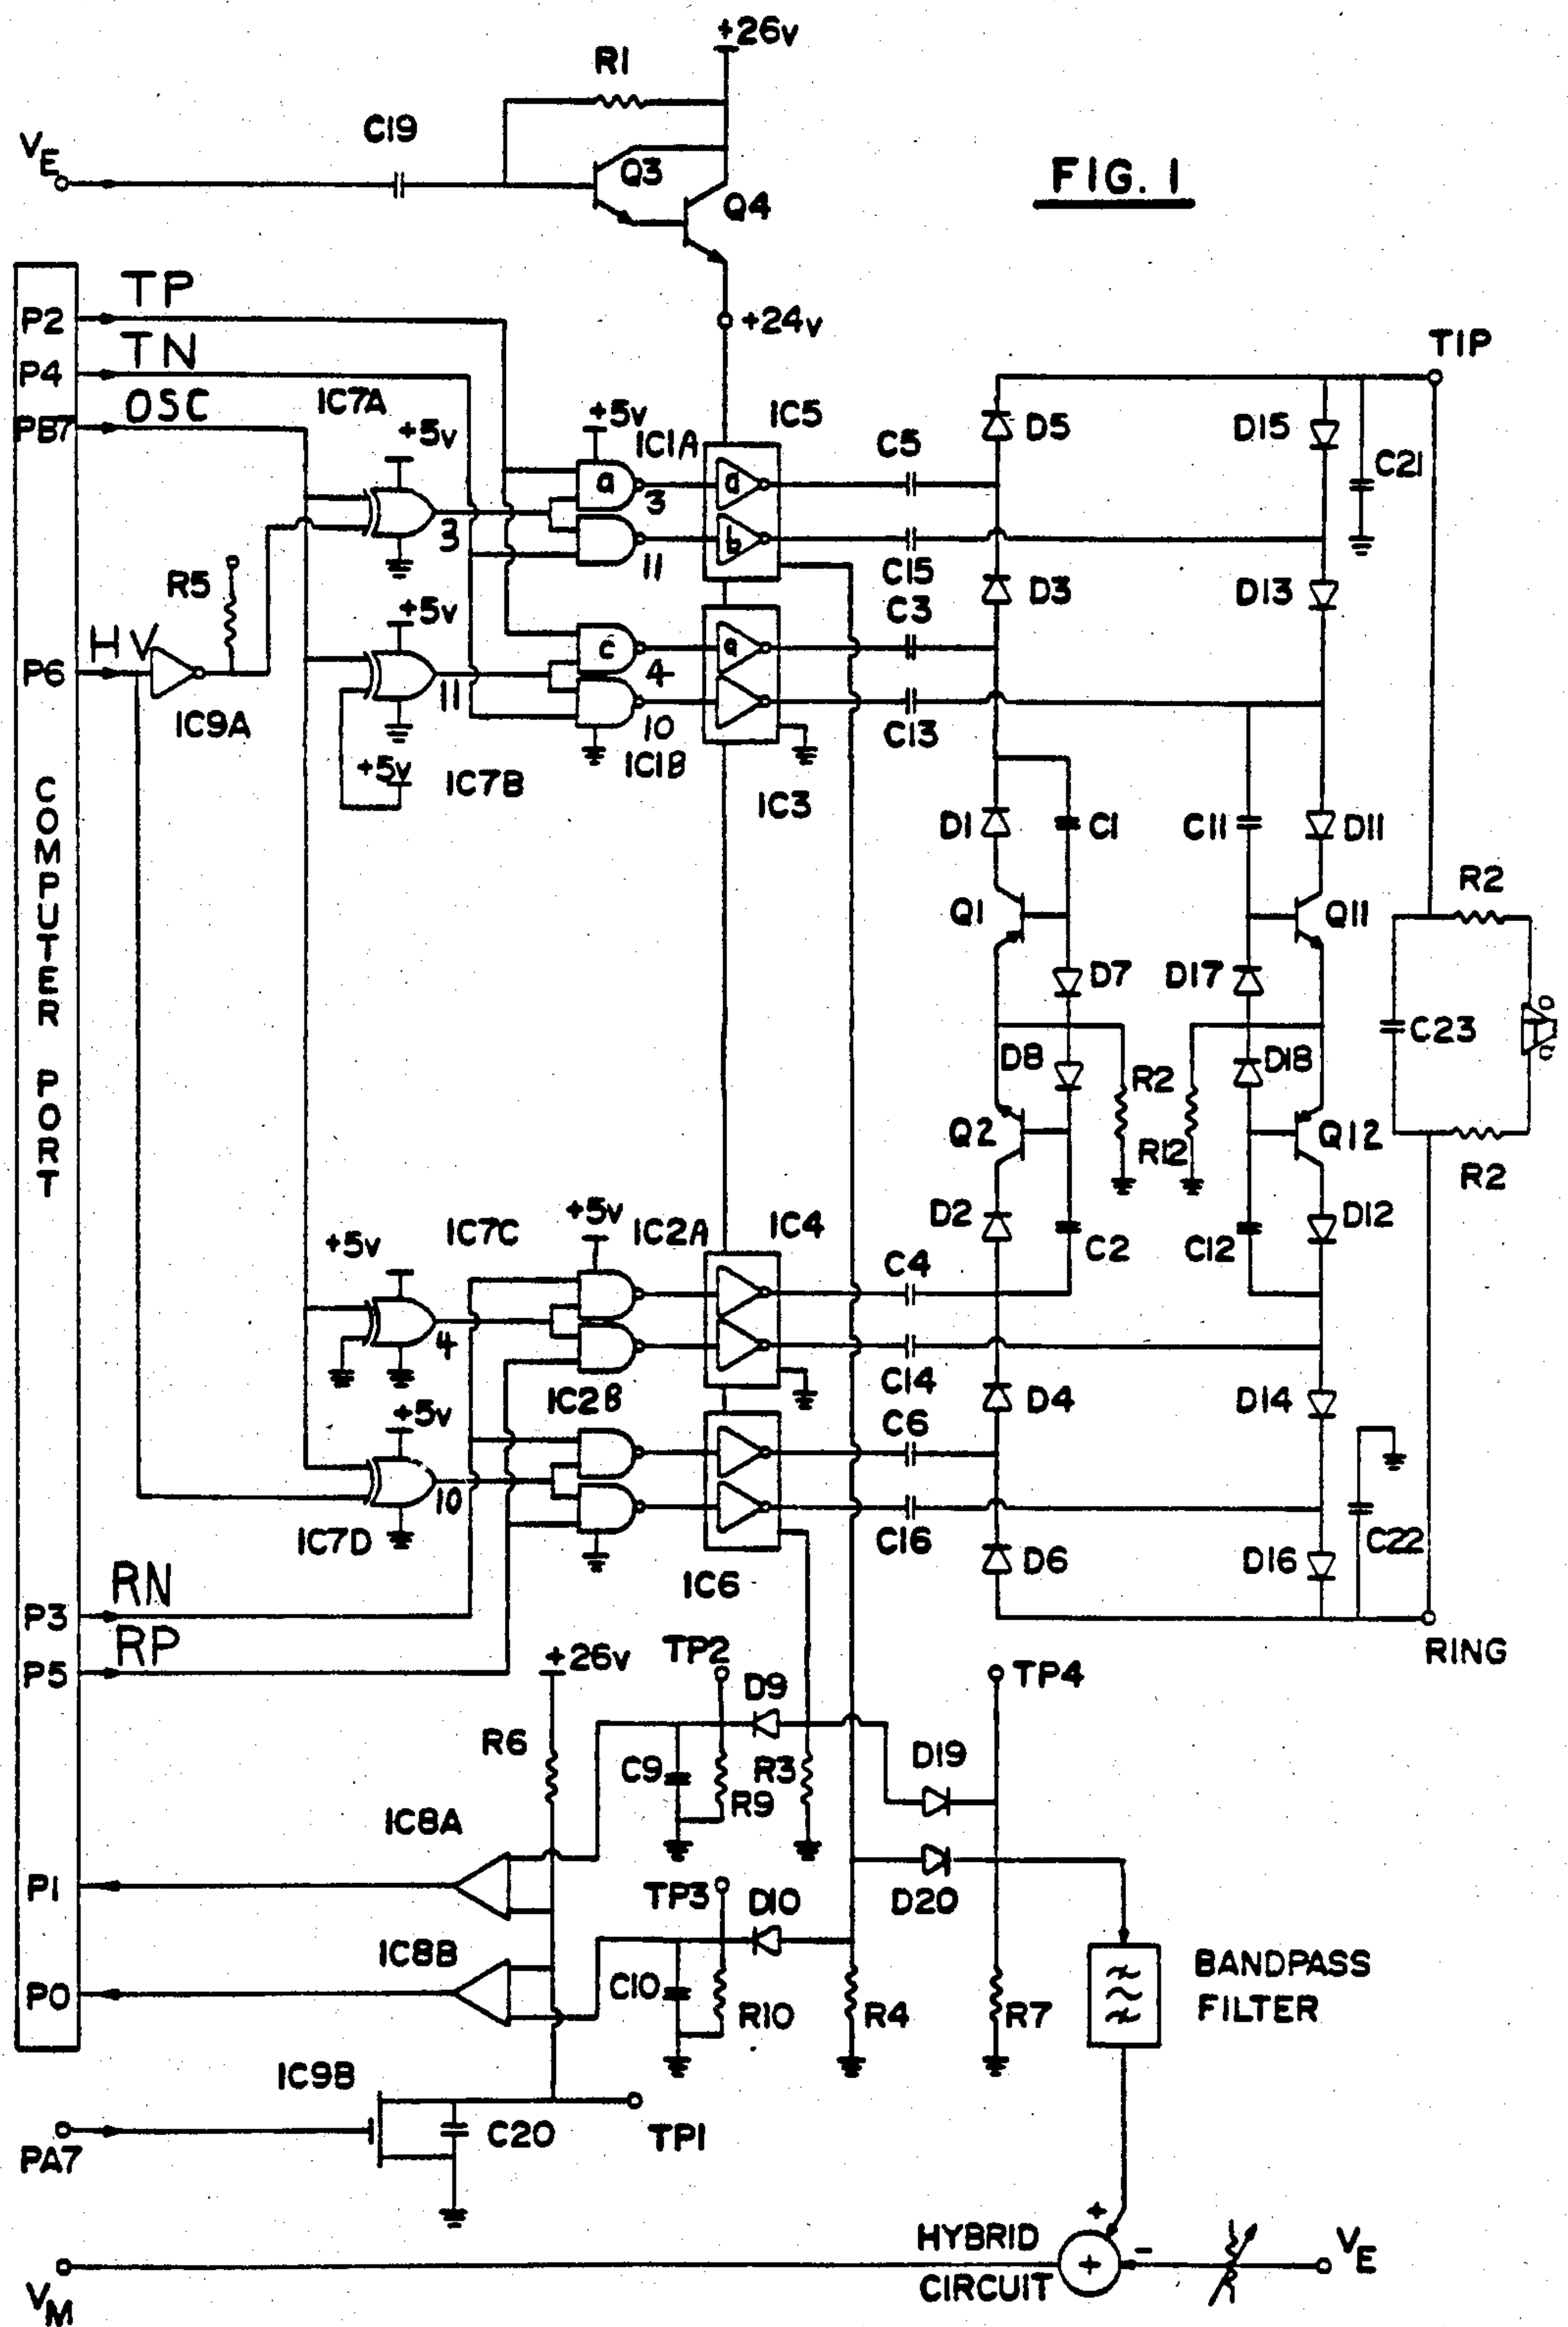 +26v
R1
C19
VE
Q3
Q4
FIG. 1
P2
TP
+24v
P4
TN
TIP
PB7
OSC
IC7A
+5v
+5v
IC1A
IC5
C5
D5
D15
C21
a
3
a
3
b
11
C15
R5
+5v
D3
D13
C3
P6
HV
c
4
a
11
IC9A
10
C13
+5v
IC7B
IC1B
IC3
COMPUTER PORT
D1
C1
C11
D11
R2
Q1
Q11
D7
D17
C23
D8
D18
R2
Q2
R12
Q12
R2
IC7C
+5v
IC2A
IC4
D2
D12
+5v
C2
C12
C4
4
C14
IC2B
D4
D14
+5v
C6
10
IC7D
C16
C22
IC6
D6
D16
RN
P3
RP
RING
P5
+26v
TP2
TP4
D9
R6
D19
C9
R3
R9
IC8A
P1
TP3
D10
D20
IC8B
BANDPASS
FILTER
P0
C10
R10
R4
R7
IC9B
C20
TP1
PA7
+
HYBRID
CIRCUIT
+
-
VE
VM